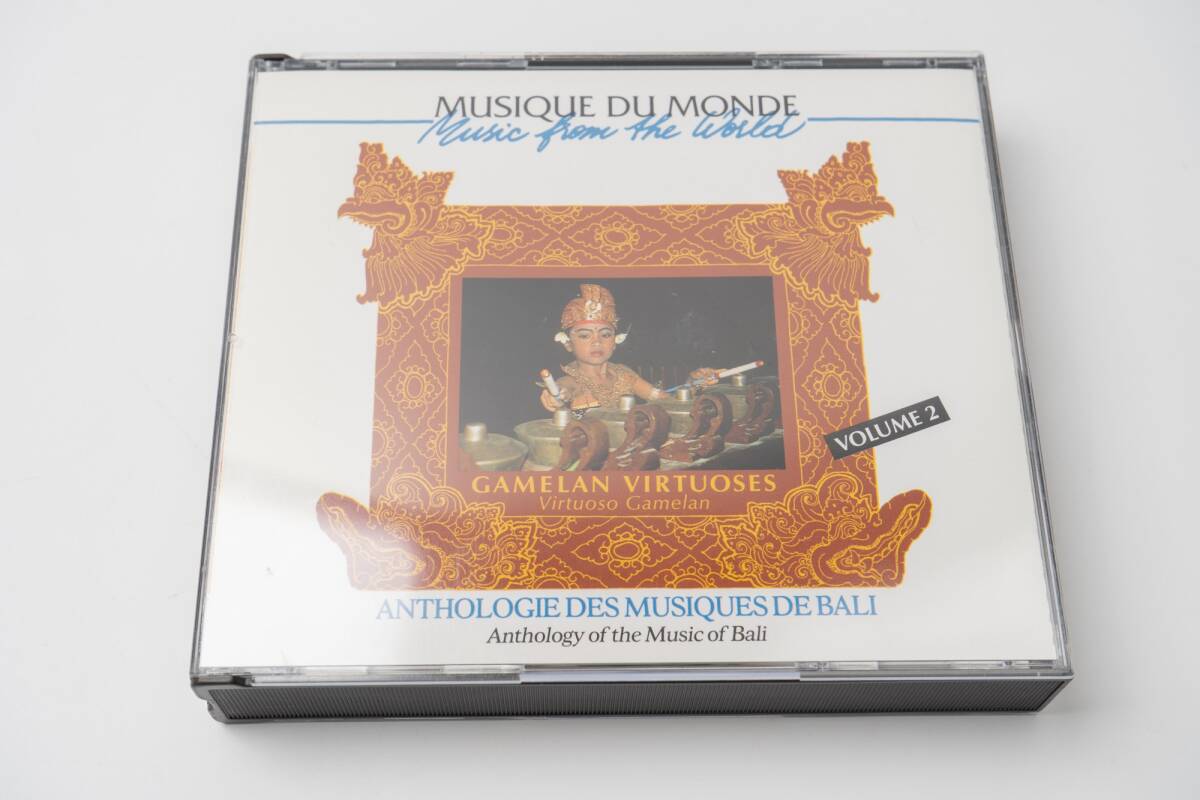 MUSIQUE DU MONDE
Music from the World
VOLUME 2
GAMELAN VIRTUOSES
Virtuoso Gamelan
ANTHOLOGIE DES MUSIQUES DE BALI
Anthology of the Music of Bali